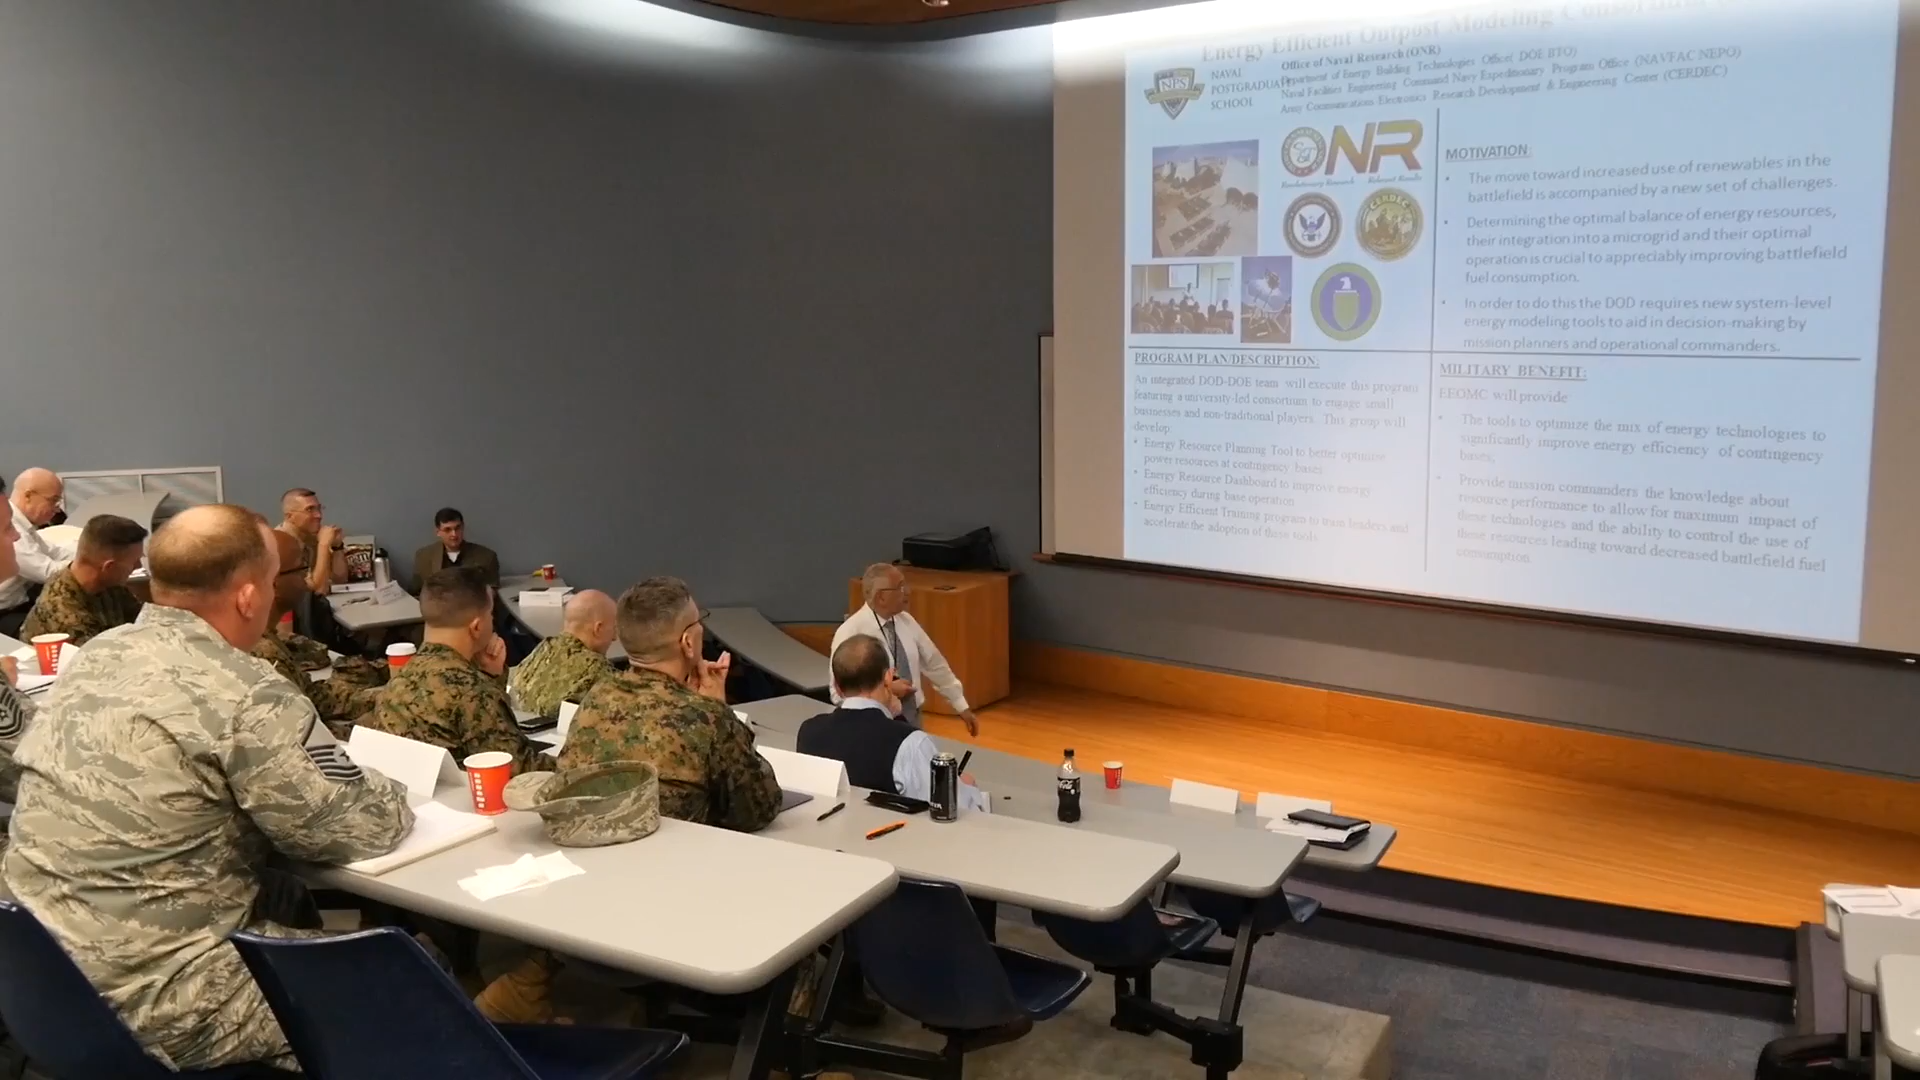 Energy Efficient Outpost Modeling Consortium
Office of Naval Research (ONR)
Department of Energy Building Technologies Office( DOE BTO)
Naval Facilities Engineering Command Navy Expeditionary Program Office (NAVFAC NEPO)
Army Communications Electronics Research Development & Engineering Center (CERDEC)
NPS
NAVAL
POSTGRADUATE
SCHOOL
NR
Revolutionary Research Relevant Results
CERDEC
MOTIVATION:
• The move toward increased use of renewables in the
battlefield is accompanied by a new set of challenges.
• Determining the optimal balance of energy resources,
their integration into a microgrid and their optimal
operation is crucial to appreciably improving battlefield
fuel consumption.
• In order to do this the DOD requires new system-level
energy modeling tools to aid in decision-making by
mission planners and operational commanders.
PROGRAM PLAN/DESCRIPTION:
An integrated DOD-DOE team will execute this program
featuring a university-led consortium to engage small
businesses and non-traditional players. This group will
develop
• Energy Resource Planning Tool to better optimize
power resources at contingency bases
• Energy Resource Dashboard to improve energy
efficiency during base operation
• Energy Efficient Training program to train leaders and
accelerate the adoption of these tools
MILITARY BENEFIT:
EEOMC will provide
• The tools to optimize the mix of energy technologies to
significantly improve energy efficiency of contingency
bases.
• Provide mission commanders the knowledge about
resource performance to allow for maximum impact of
these technologies and the ability to control the use of
these resources leading toward decreased battlefield fuel
consumption